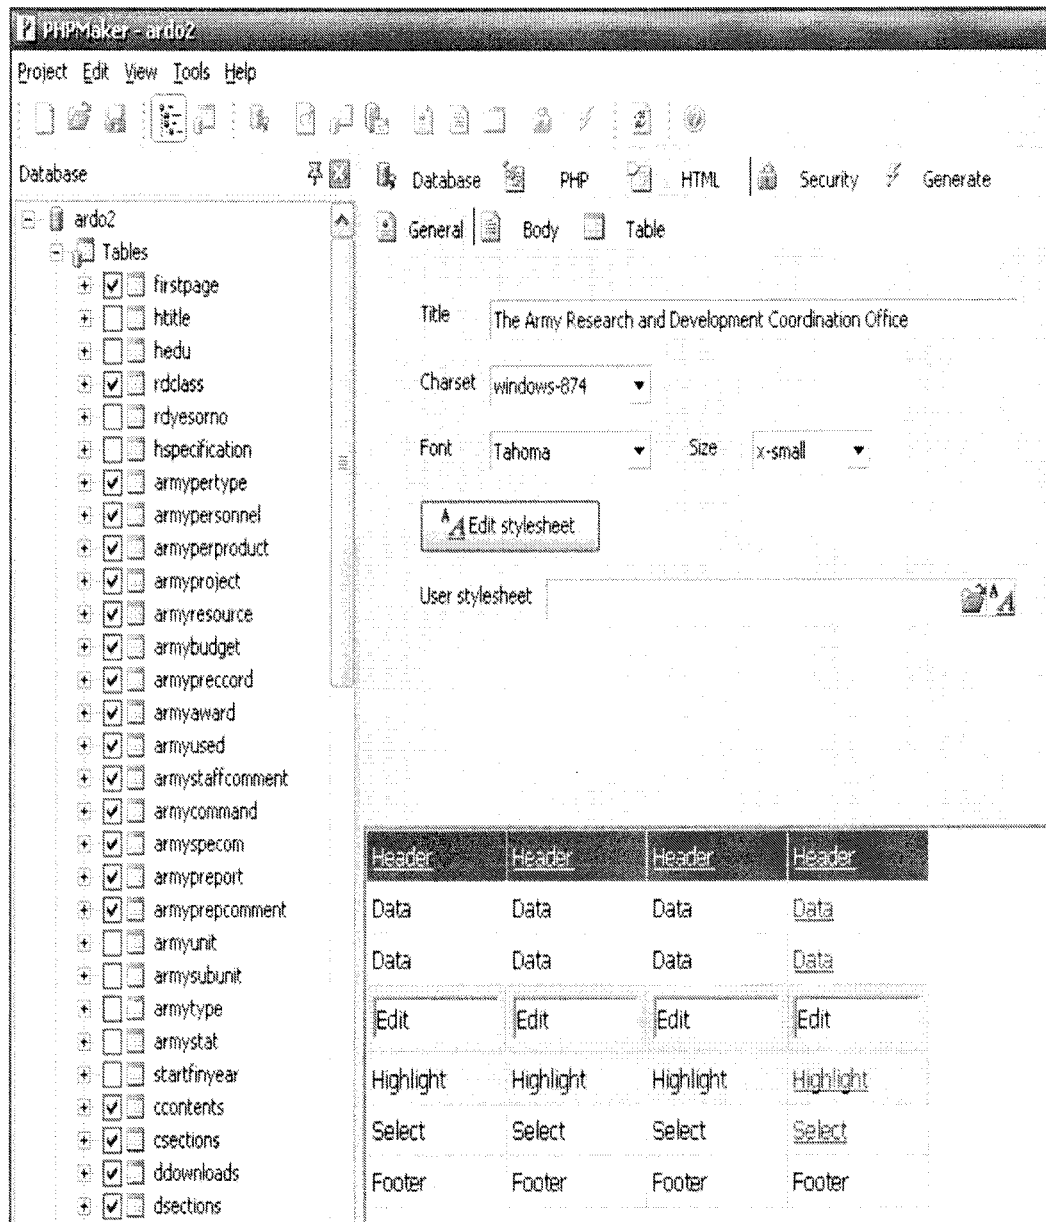 PHPMaker - ardo2
Project Edit View Tools Help
Database
ardo2
Tables
firstpage
htitle
hedu
rdclass
rdyesorno
hspecification
armypertype
armypersonnel
armyperproduct
armyproject
armyresource
armybudget
armypreccord
armyaward
armyused
armystaffcomment
armycommand
armyspecom
armypreport
armyprepcomment
armyunit
armysubunit
armytype
armystat
startfinyear
ccontents
csections
ddownloads
dsections
Database PHP HTML Security Generate
General Body Table
Title The Army Research and Development Coordination Office
Charset windows-874
Font Tahoma Size x-small
Edit stylesheet
User stylesheet
Header Header Header Header
Data Data Data Data
Data Data Data Data
Edit Edit Edit Edit
Highlight Highlight Highlight Highlight
Select Select Select Select
Footer Footer Footer Footer